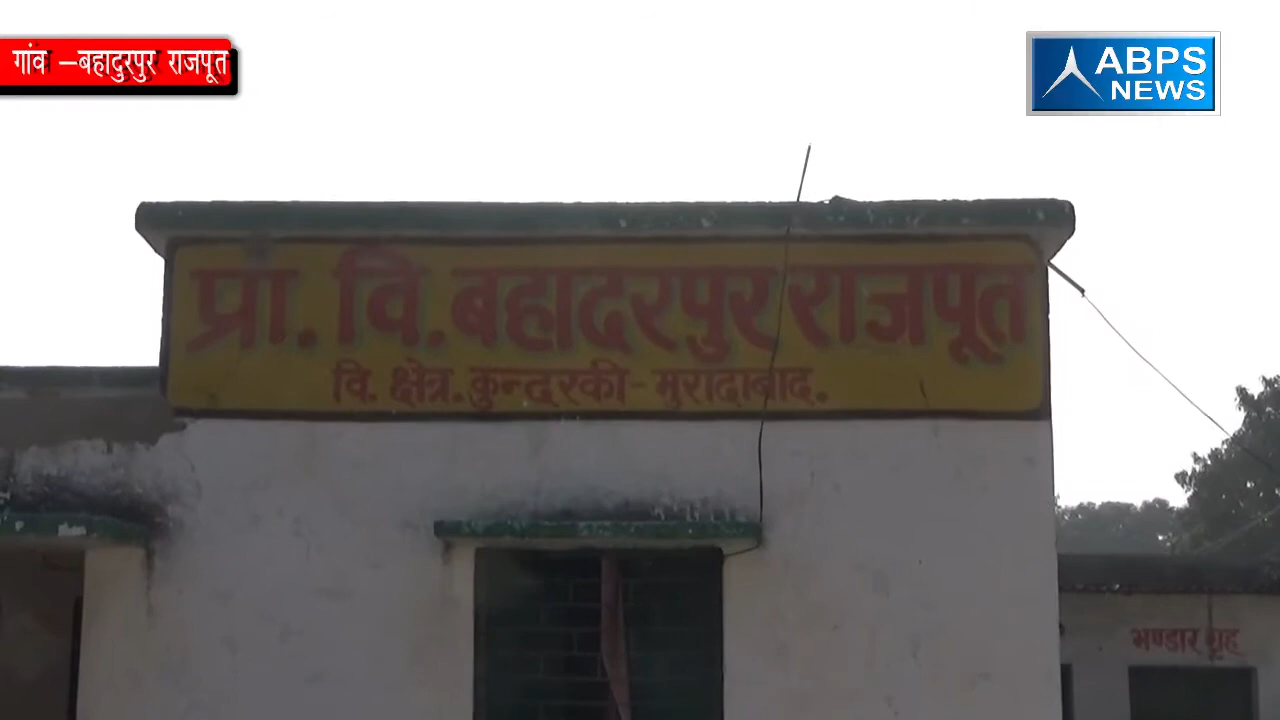 गांव –बहादुरपुर राजपूत
ABPS
NEWS
प्रा. वि. बहादरपुर राजपूत
वि. क्षेत्र. कुन्दरकी - मुरादाबाद.
भण्डार गृह